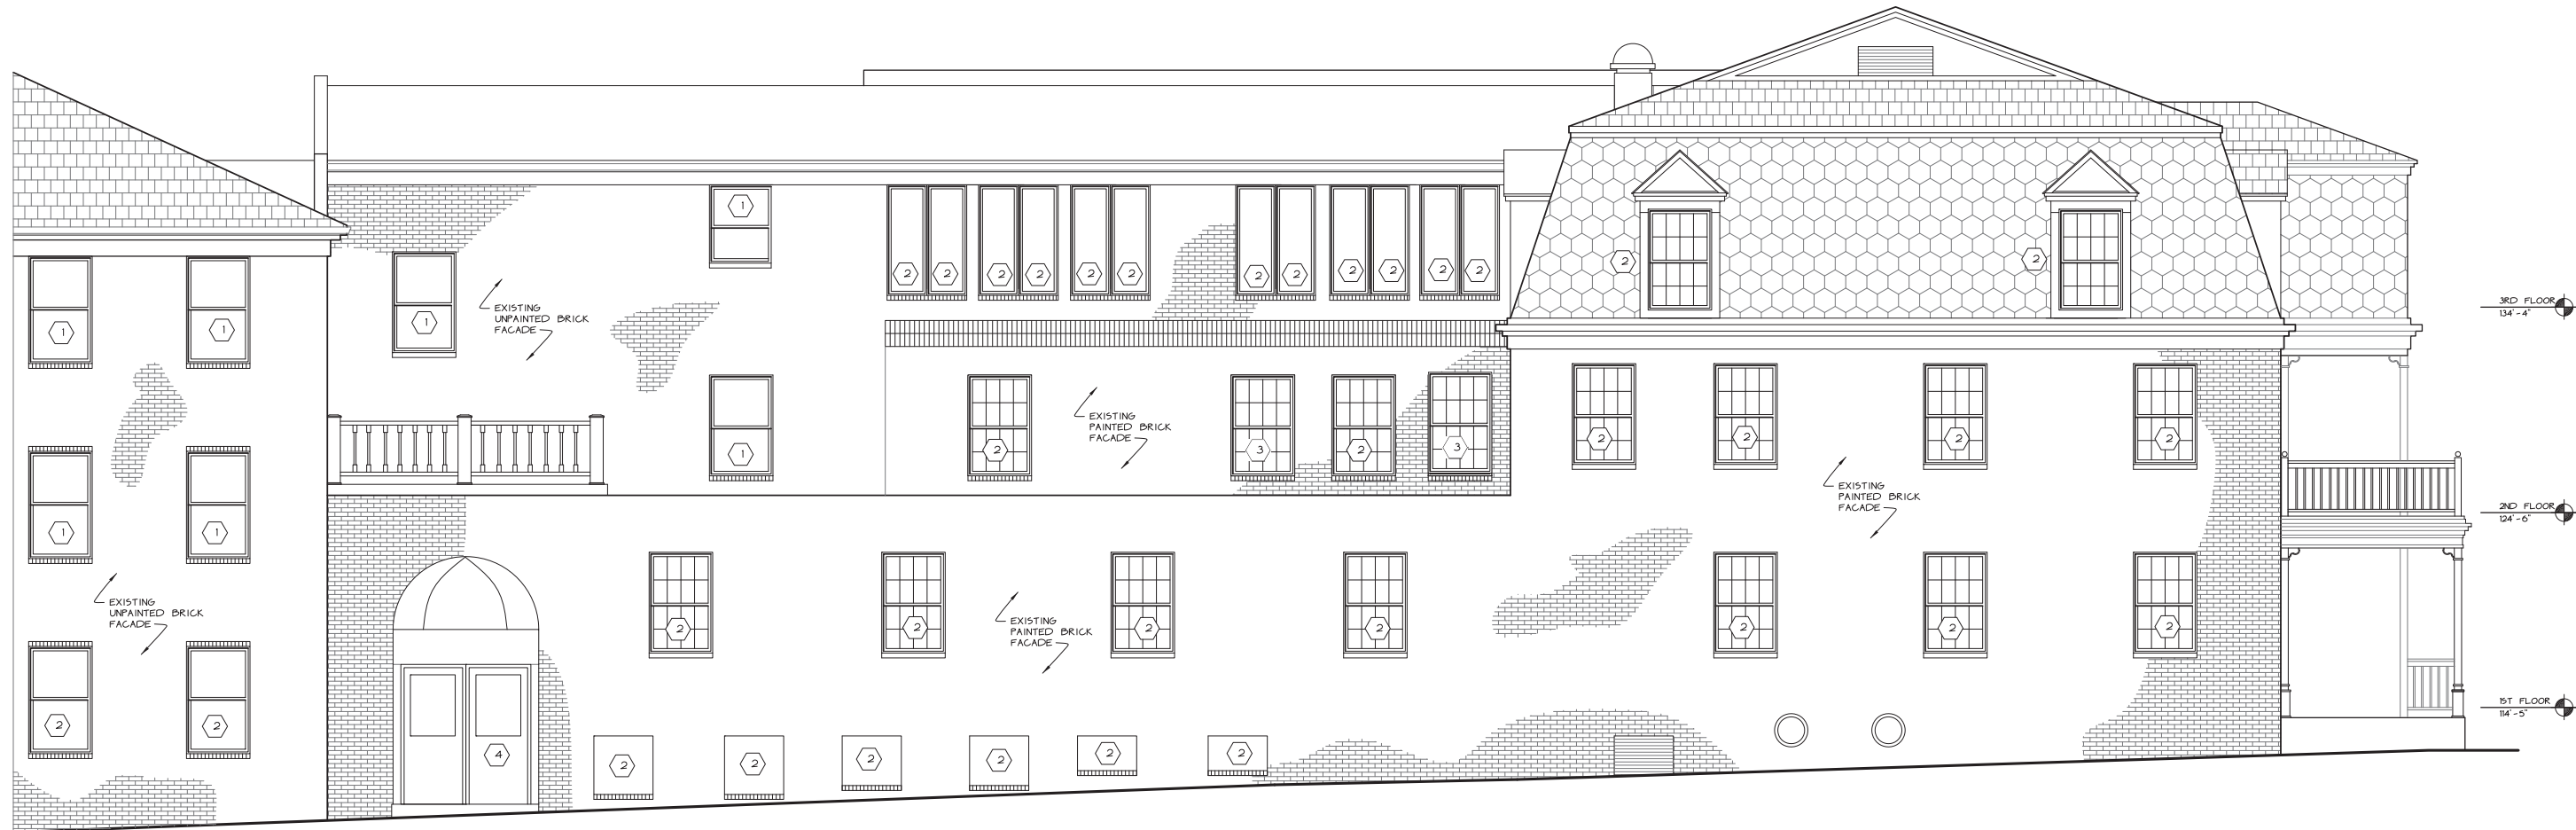 1
2 2 2 2 2 2 2 2 2 2 2 2
2 2
1 1 1
EXISTING
UNPAINTED BRICK
FACADE
3RD FLOOR
134'-4"
EXISTING
PAINTED BRICK
FACADE
1 2 3 2 3 2 2 2 2
EXISTING
PAINTED BRICK
FACADE
2ND FLOOR
124'-6"
1 1
EXISTING
UNPAINTED BRICK
FACADE
EXISTING
PAINTED BRICK
FACADE
2 2 2 2 2 2 2
1ST FLOOR
114'-5"
2 2 4 2 2 2 2 2 2